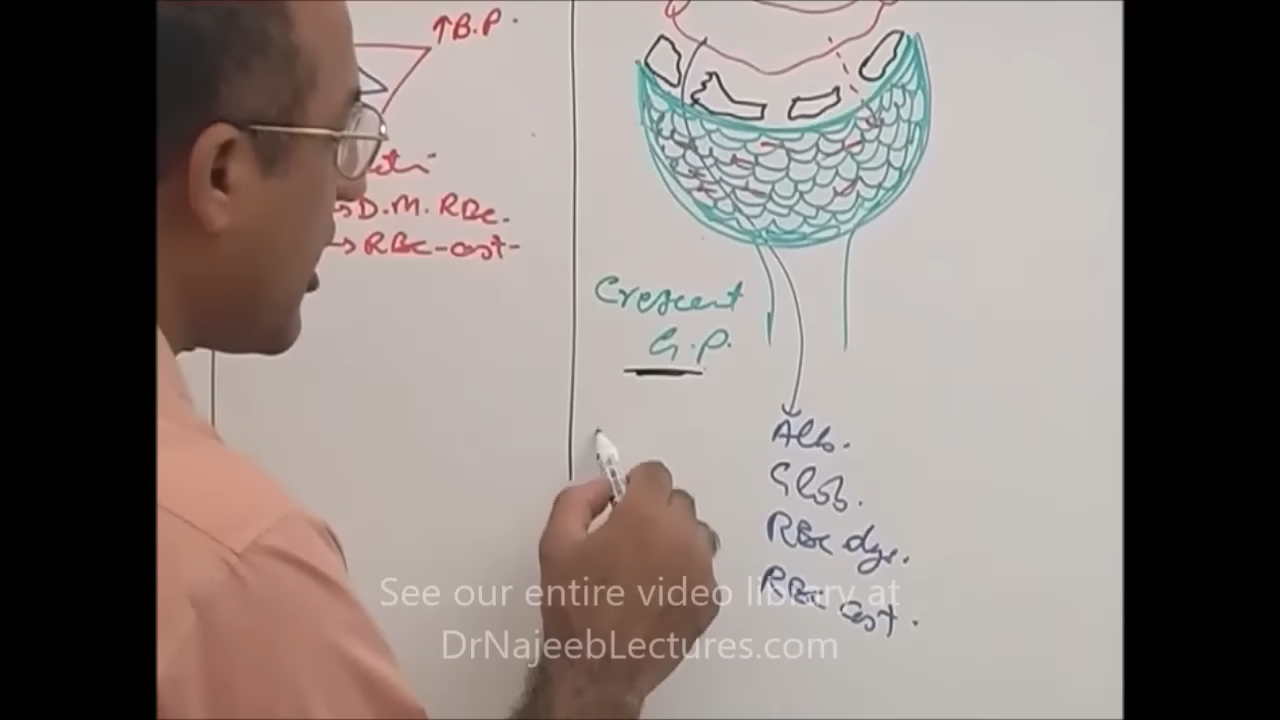 ↑B.P.
→ D.M. RBC.
→ RBC-cast-
Crescent
G.P.
Alb.
Glob.
RBC dys.
RBC cast.
See our entire video library at
DrNajeebLectures.com